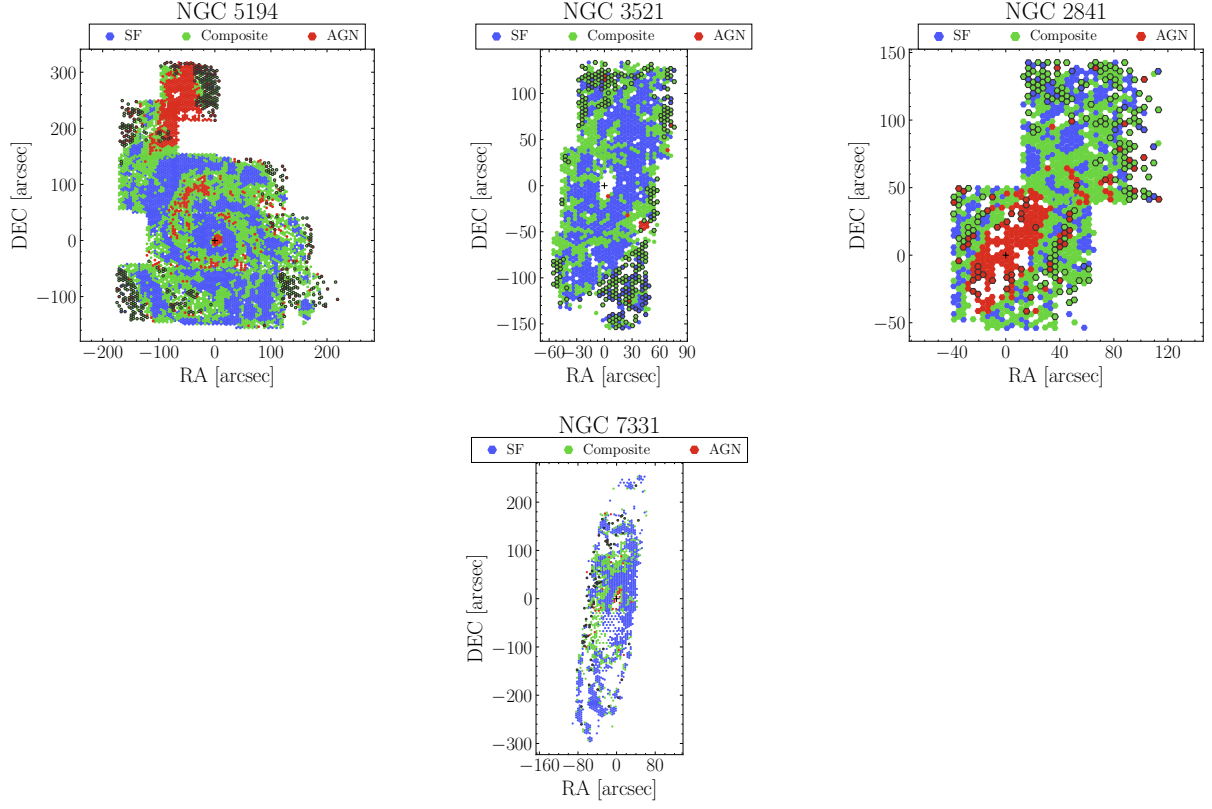 NGC 5194
SF Composite AGN
300
200
100
0
−100
DEC [arcsec]
−200 −100 0 100 200
RA [arcsec]
NGC 3521
SF Composite AGN
100
50
0
−50
−100
−150
DEC [arcsec]
−60 −30 0 30 60 90
RA [arcsec]
NGC 2841
SF Composite AGN
150
100
50
0
−50
DEC [arcsec]
−40 0 40 80 120
RA [arcsec]
NGC 7331
SF Composite AGN
200
100
0
−100
−200
−300
DEC [arcsec]
−160 −80 0 80
RA [arcsec]